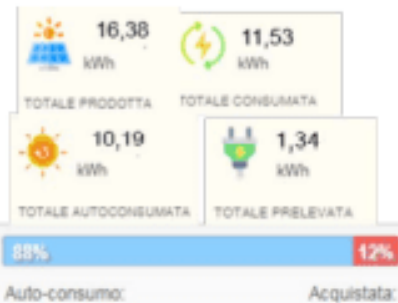 16,38 11,53
kWh kWh
TOTALE PRODOTTA TOTALE CONSUMATA
10,19 1,34
kWh kWh
TOTALE AUTOCONSUMATA TOTALE PRELEVATA
88% 12%
Auto-consumo: Acquistata: